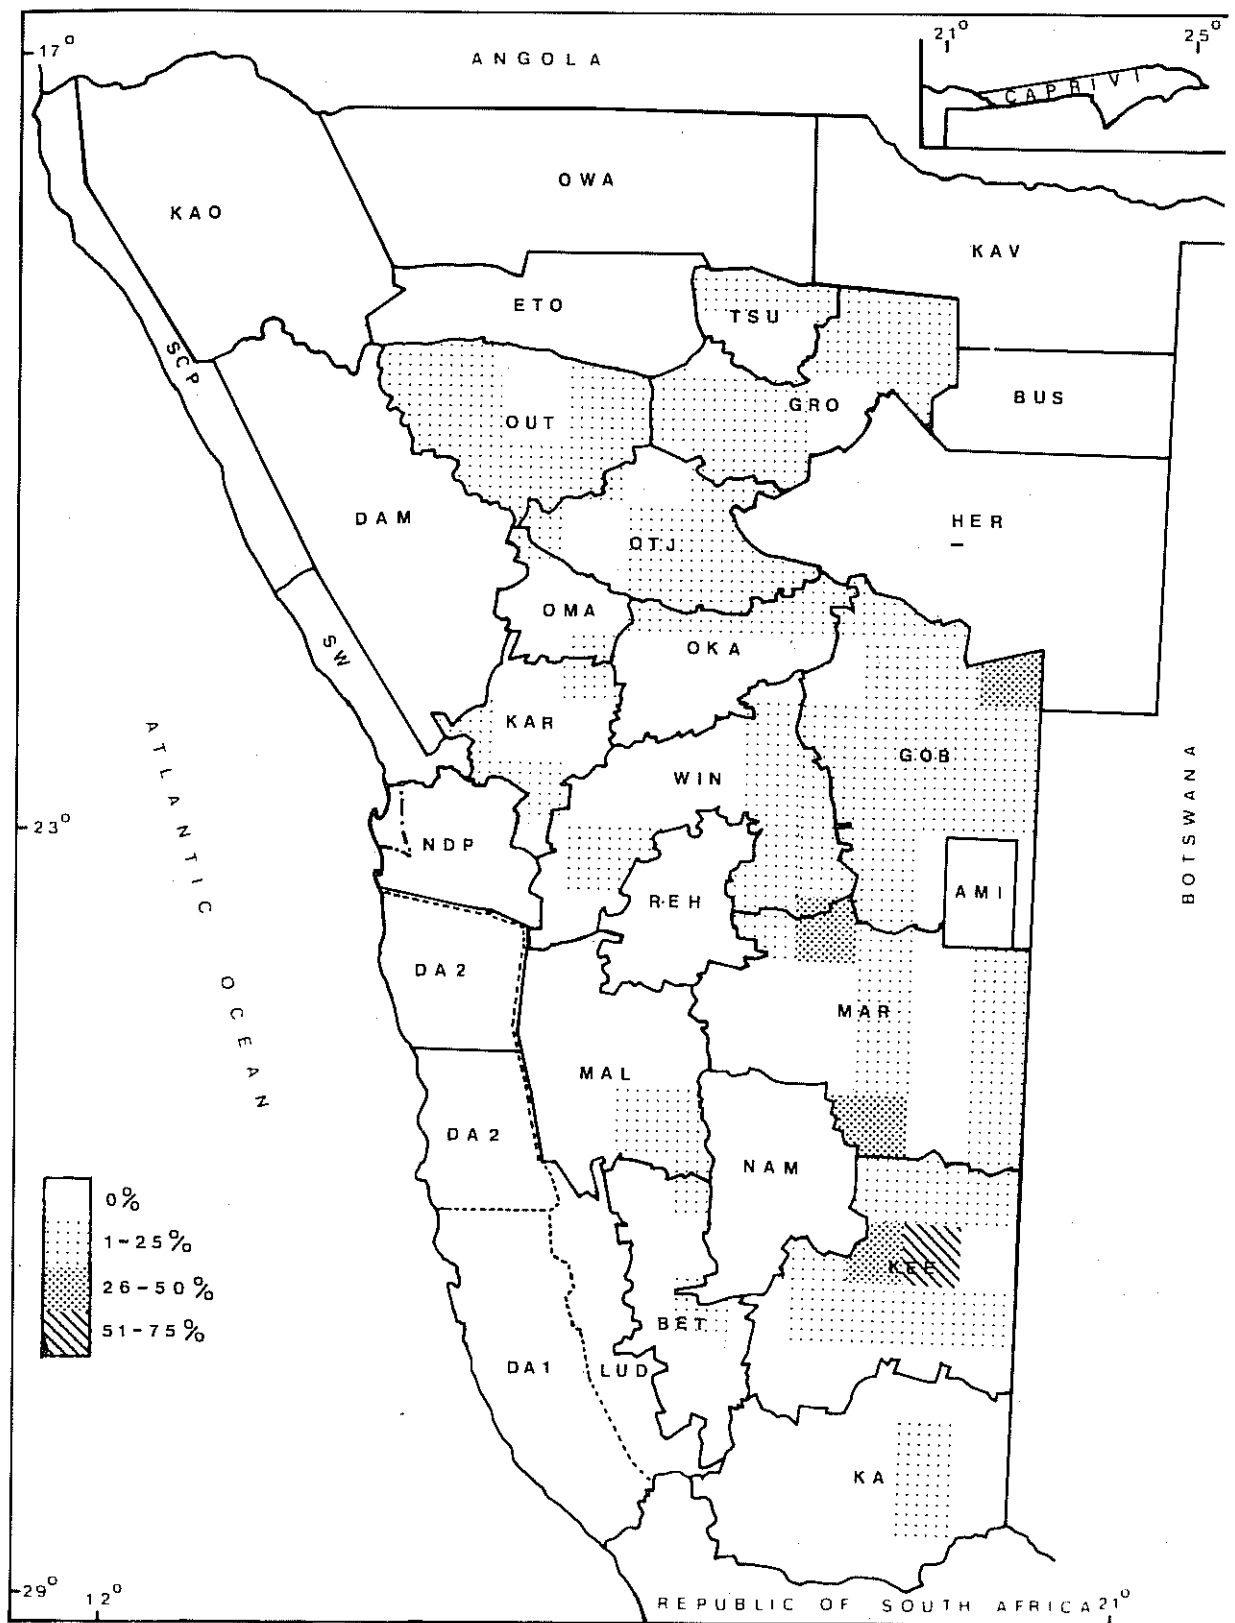 17°
ANGOLA
21°
25°
CAPRIVI
OWA
KAO
KAV
ETO
TSU
SCP
BUS
GRO
OUT
DAM
HER
OTJ
OMA
OKA
SW
KAR
GOB
WIN
ATLANTIC OCEAN
BOTSWANA
23°
NDP
AMI
REH
DA2
MAR
MAL
DA2
NAM
0%
1-25%
26-50%
51-75%
KEE
BET
DA1
LUD
KA
29°
12°
REPUBLIC OF SOUTH AFRICA
21°